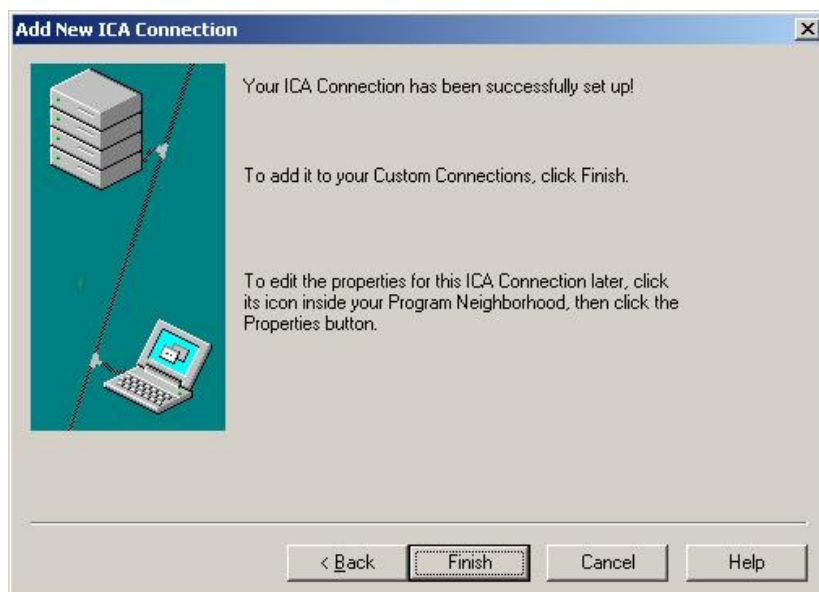 Add New ICA Connection
Your ICA Connection has been successfully set up!
To add it to your Custom Connections, click Finish.
To edit the properties for this ICA Connection later, click
its icon inside your Program Neighborhood, then click the
Properties button.
< Back
Finish
Cancel
Help